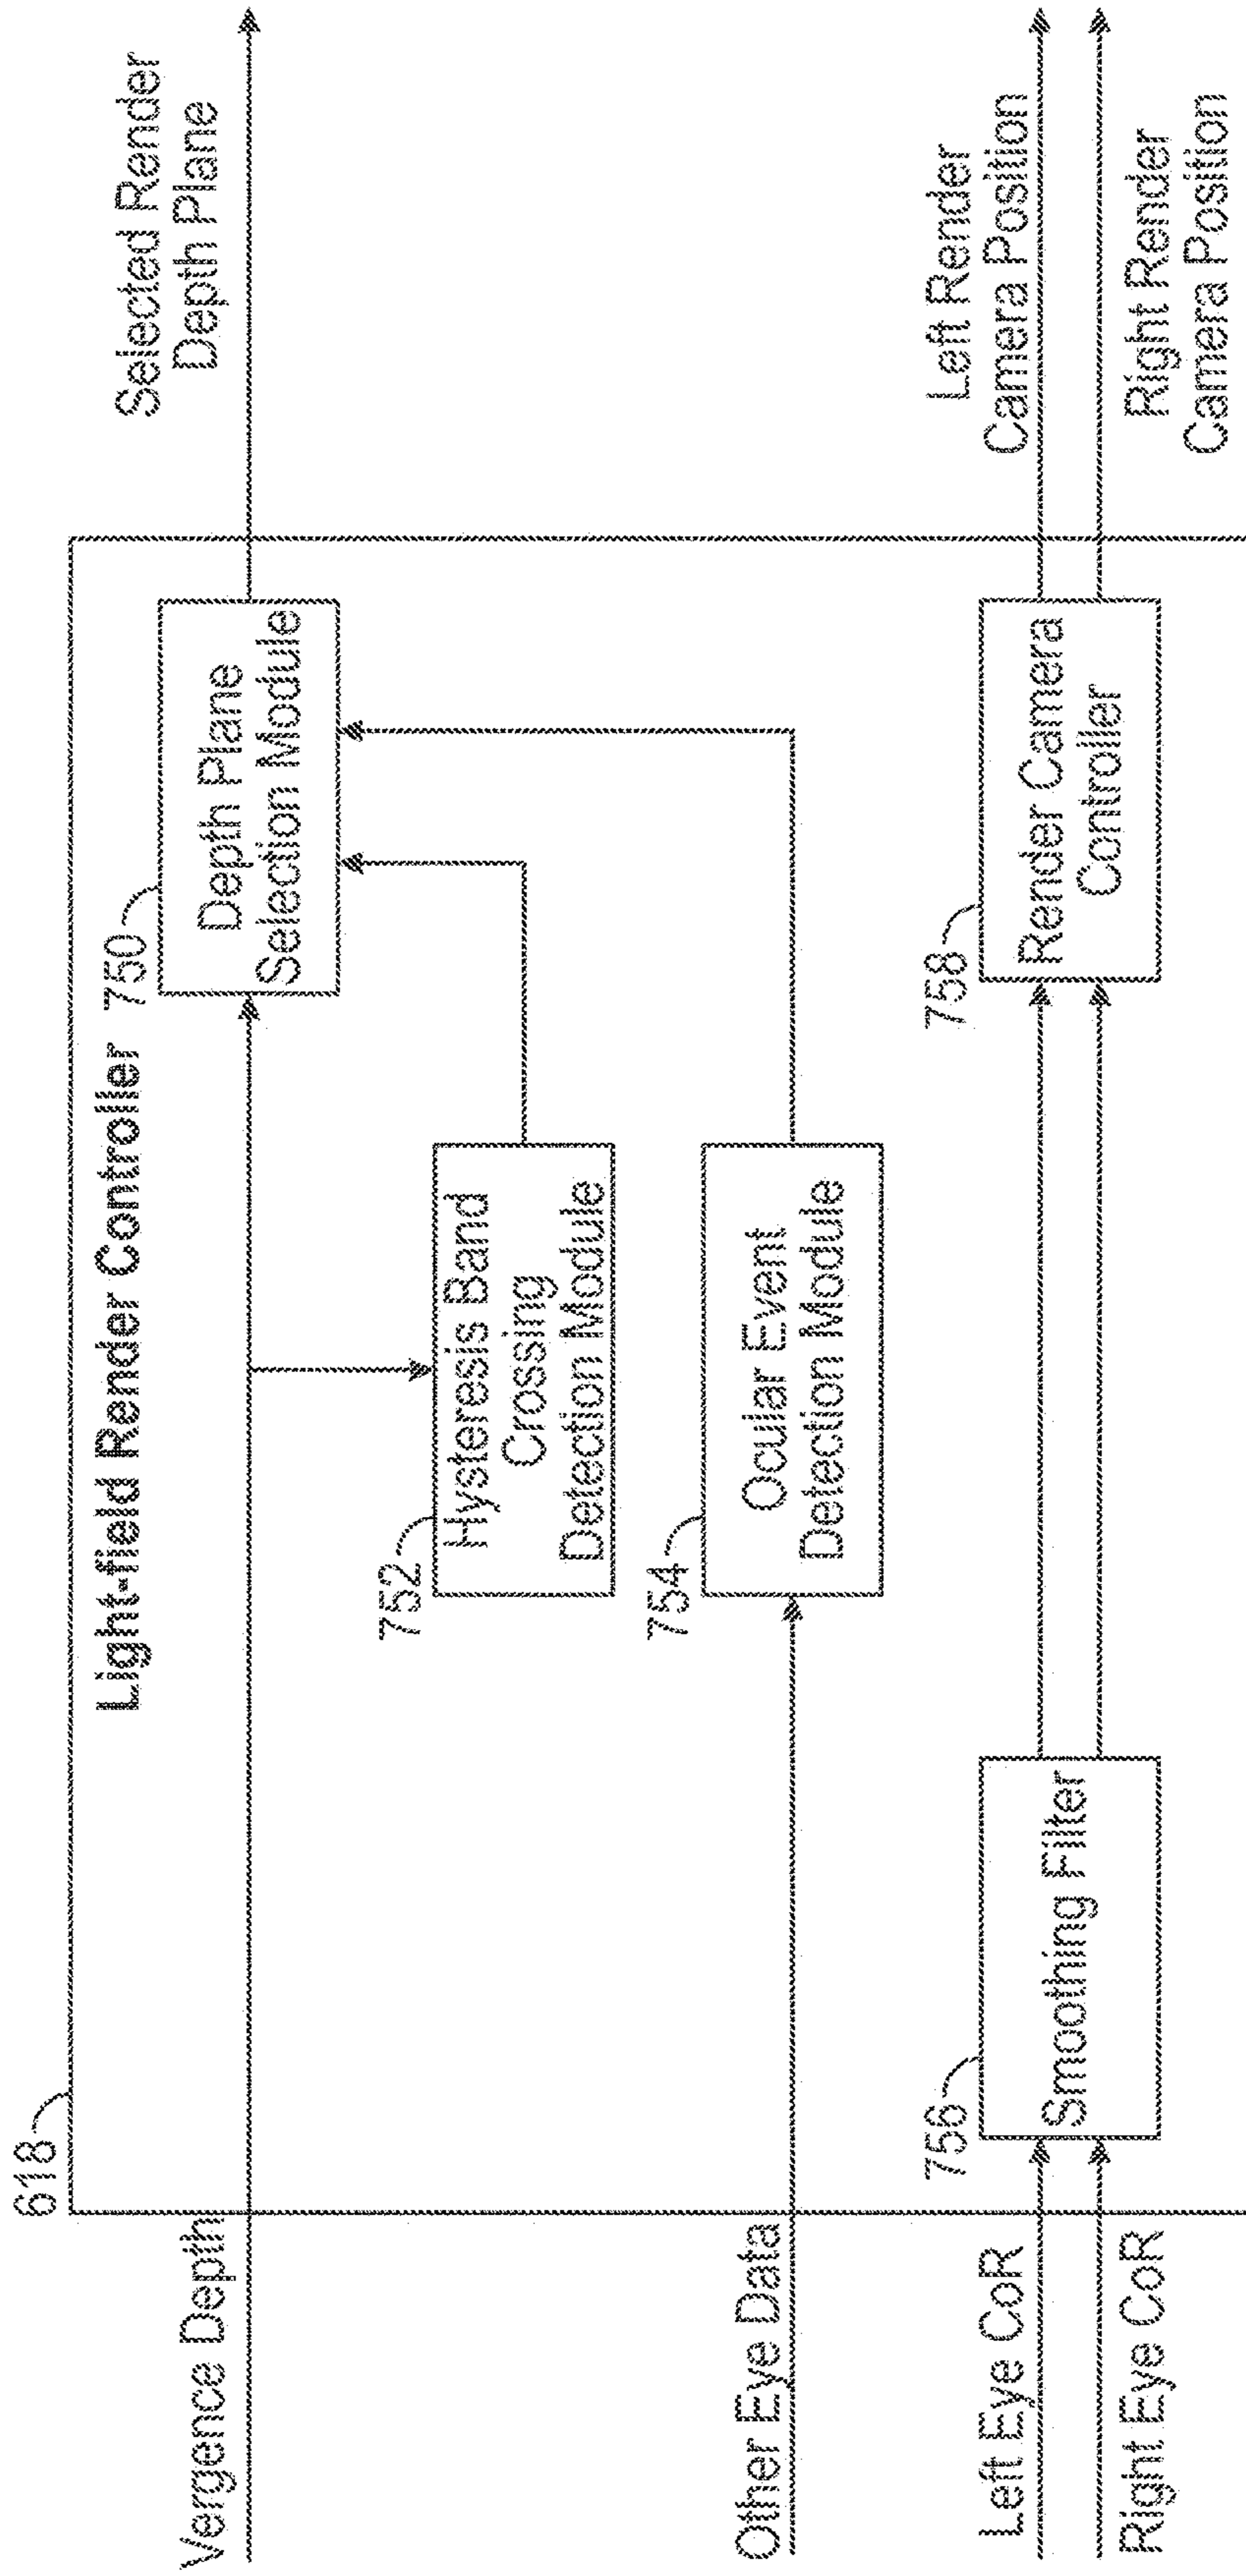 618
Light-field Render Controller
Vergence Depth
750
Depth Plane
Selection Module
Selected Render
Depth Plane
752
Hysteresis Band
Crossing
Detection Module
Other Eye Data
754
Ocular Event
Detection Module
Left Eye CoR
Right Eye CoR
756
Smoothing Filter
758
Render Camera
Controller
Left Render
Camera Position
Right Render
Camera Position